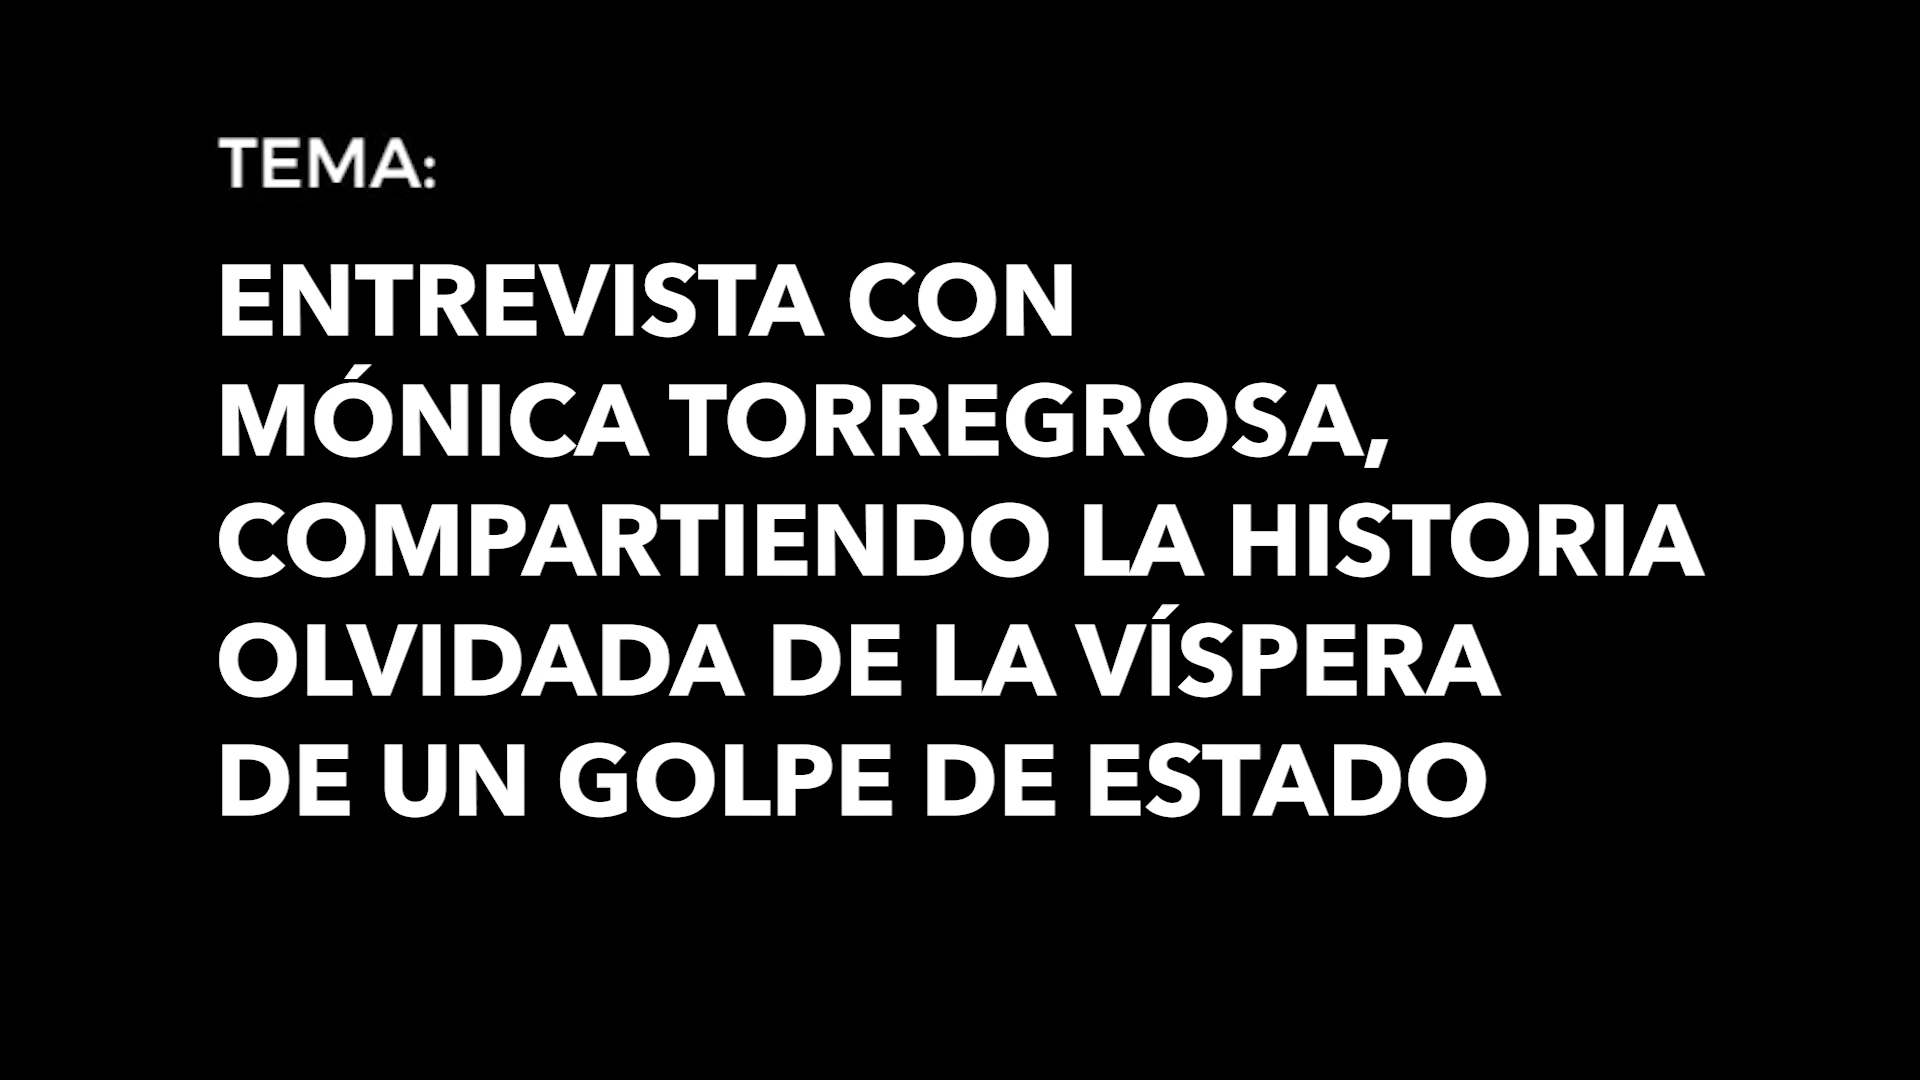 TEMA:
ENTREVISTA CON
MÓNICA TORREGROSA,
COMPARTIENDO LA HISTORIA
OLVIDADA DE LA VÍSPERA
DE UN GOLPE DE ESTADO